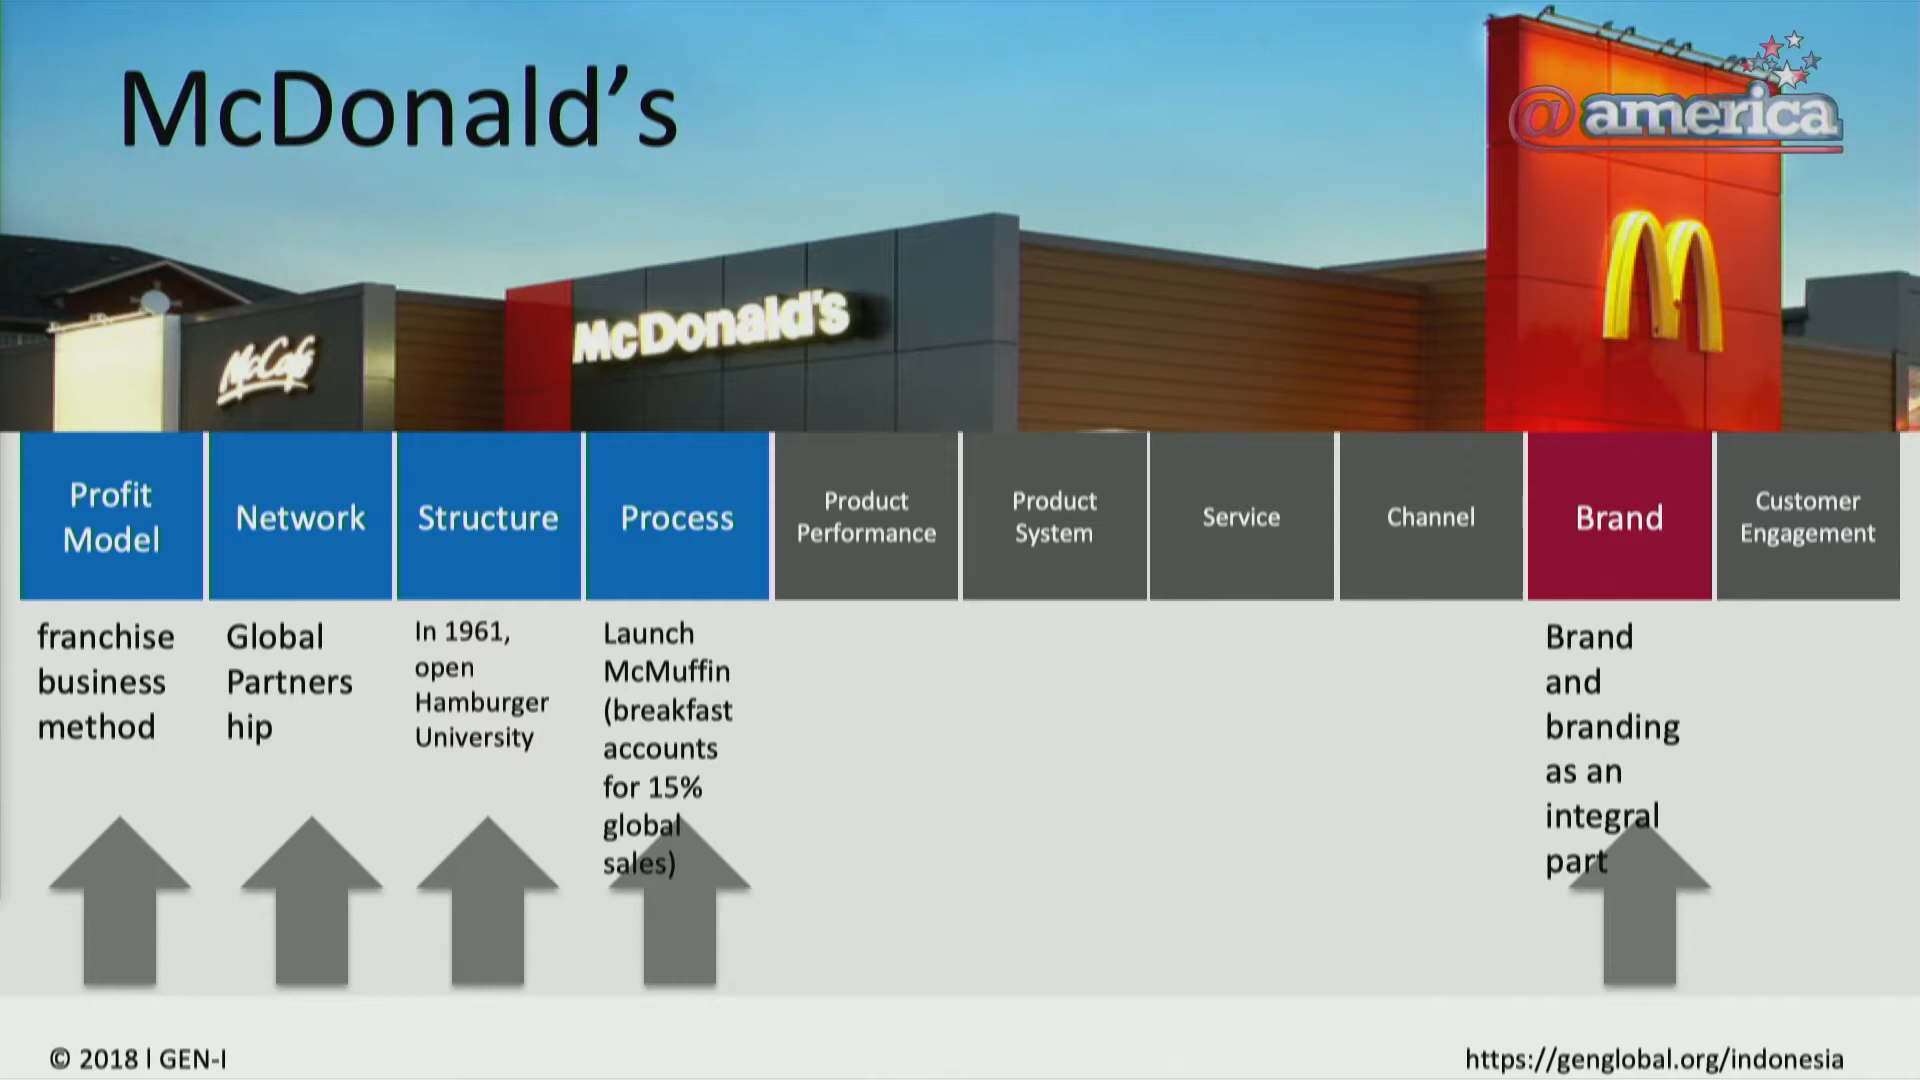 McDonald’s
@america
McCafé
McDonald's
Profit
Model
Network
Structure
Process
Product
Performance
Product
System
Service
Channel
Brand
Customer
Engagement
franchise
business
method
Global
Partners
hip
In 1961,
open
Hamburger
University
Launch
McMuffin
(breakfast
accounts
for 15%
global
sales)
Brand
and
branding
as an
integral
part
© 2018 l GEN-I
https://genglobal.org/indonesia